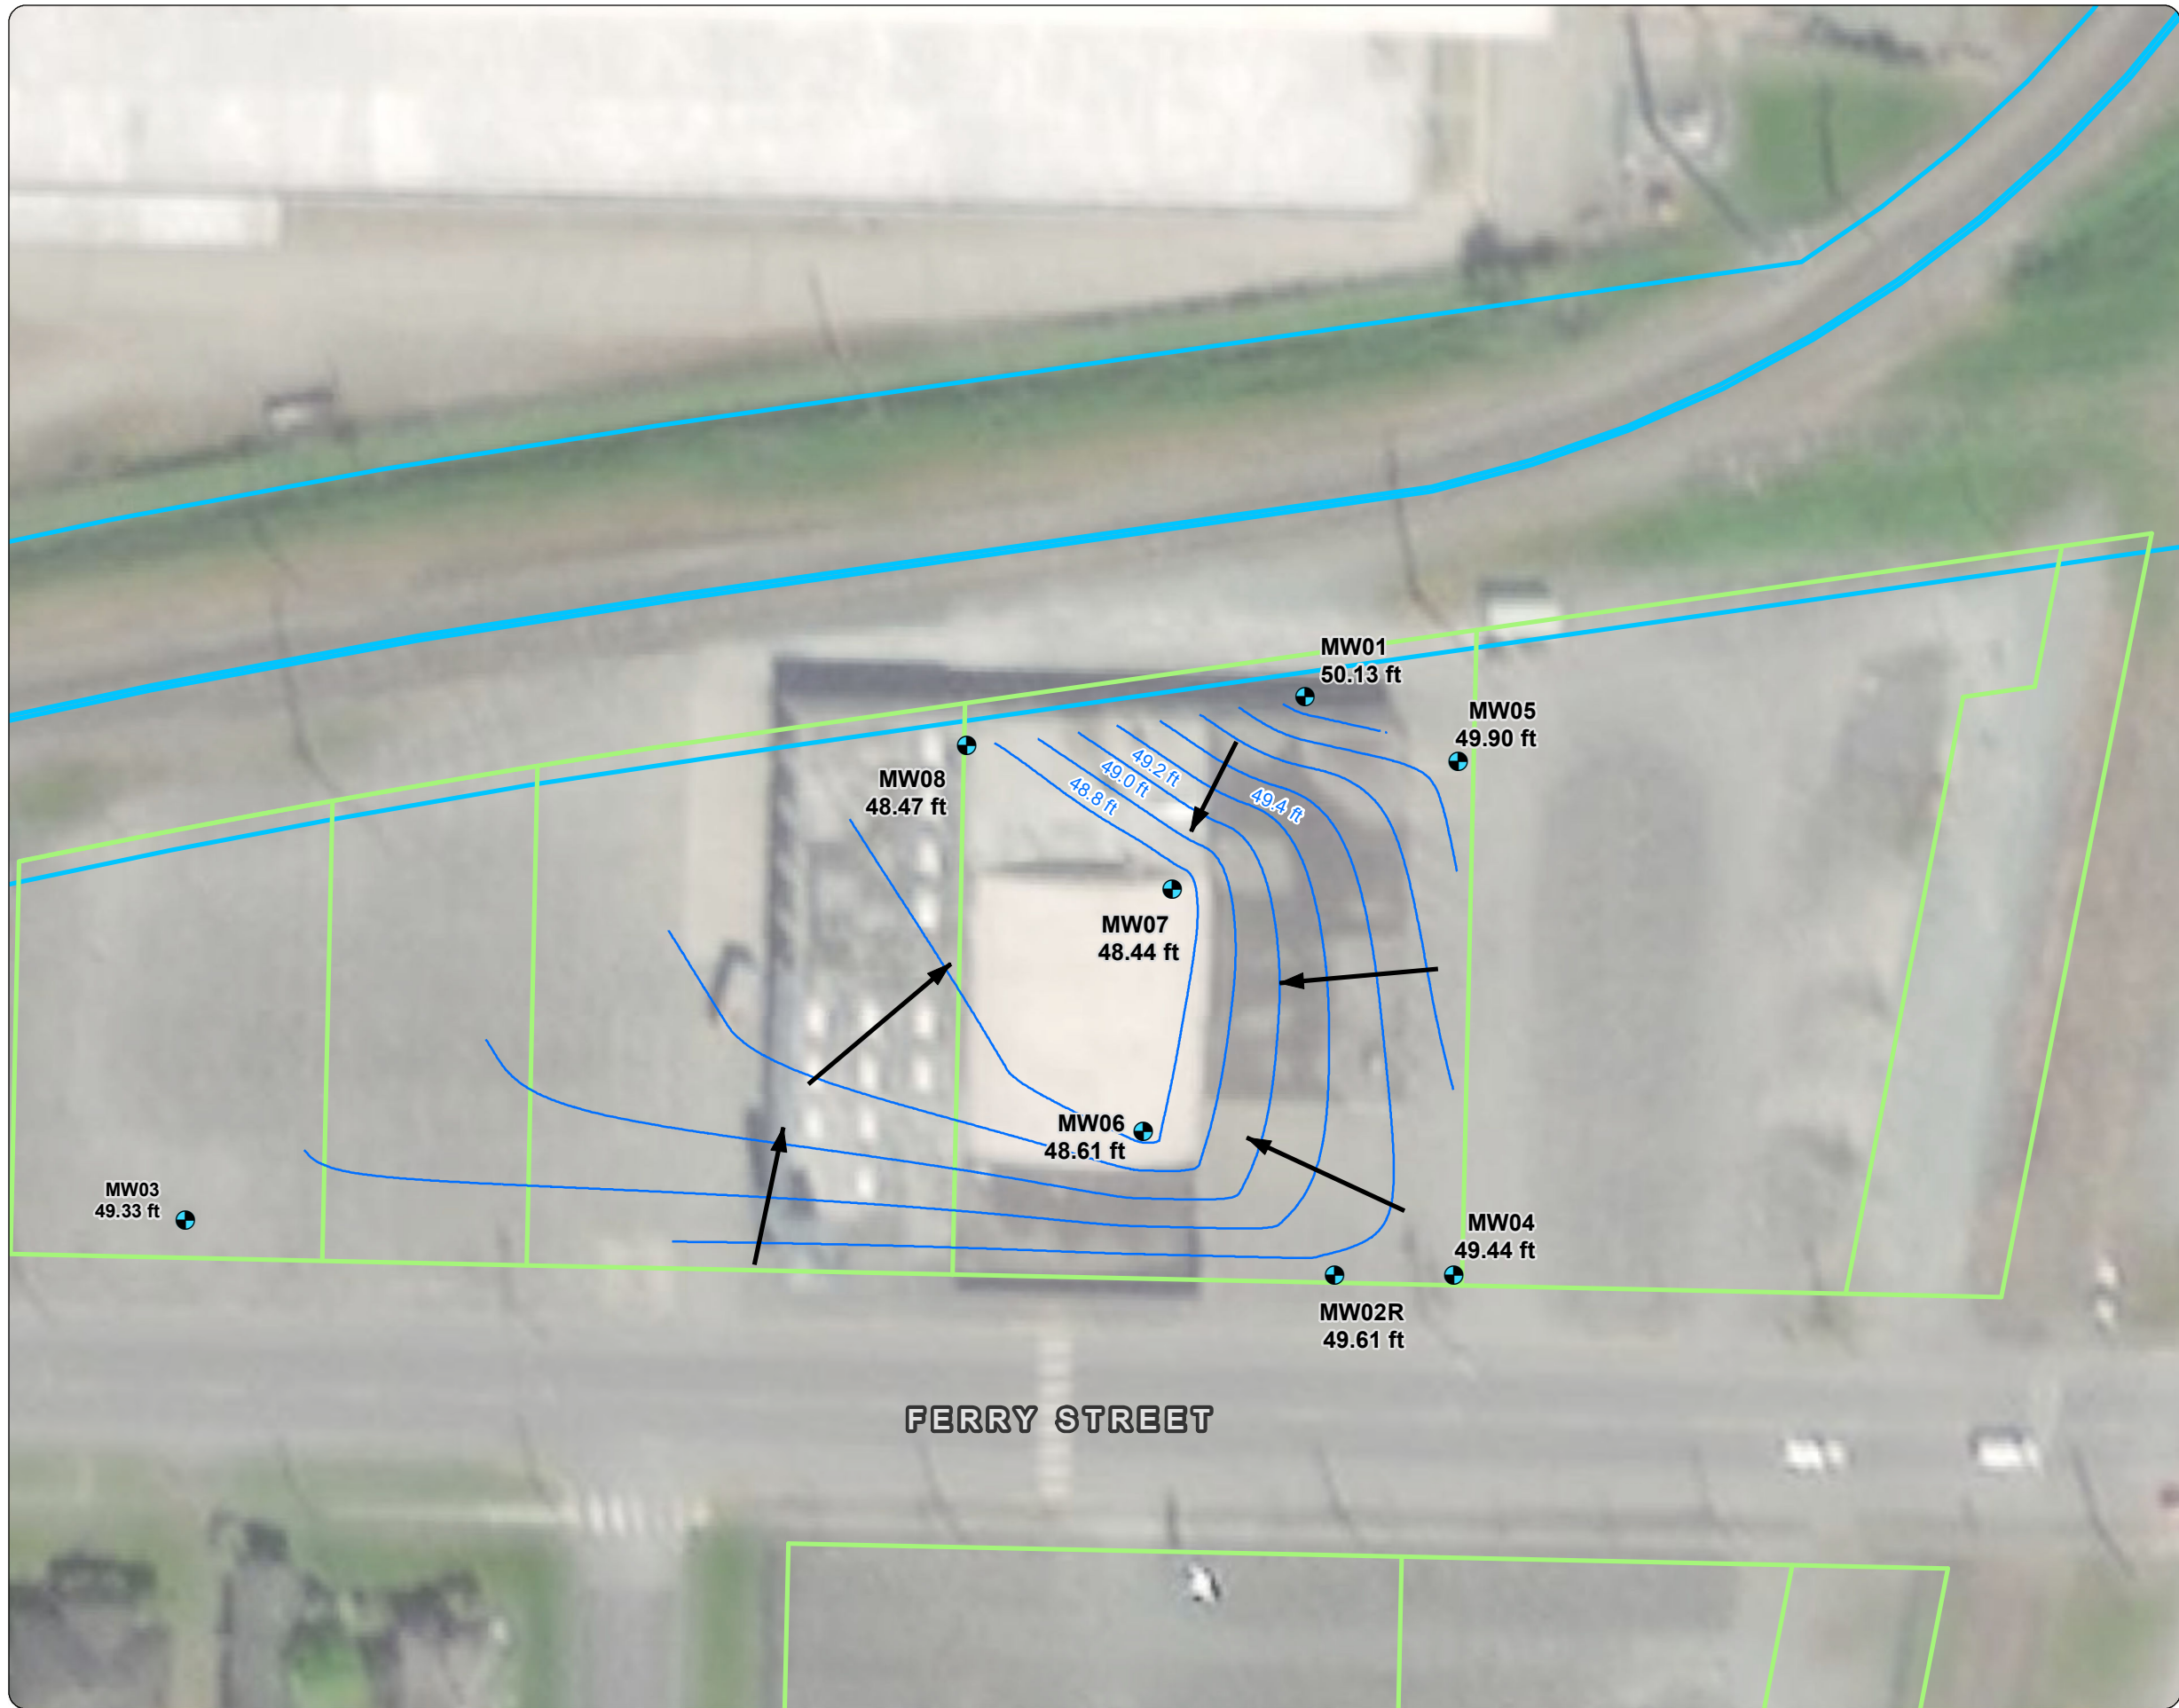 MW01
50.13 ft
MW05
49.90 ft
MW08
48.47 ft
49.2 ft
49.0 ft
48.8 ft
49.4 ft
MW07
48.44 ft
MW06
48.61 ft
MW03
49.33 ft
MW04
49.44 ft
MW02R
49.61 ft
FERRY STREET